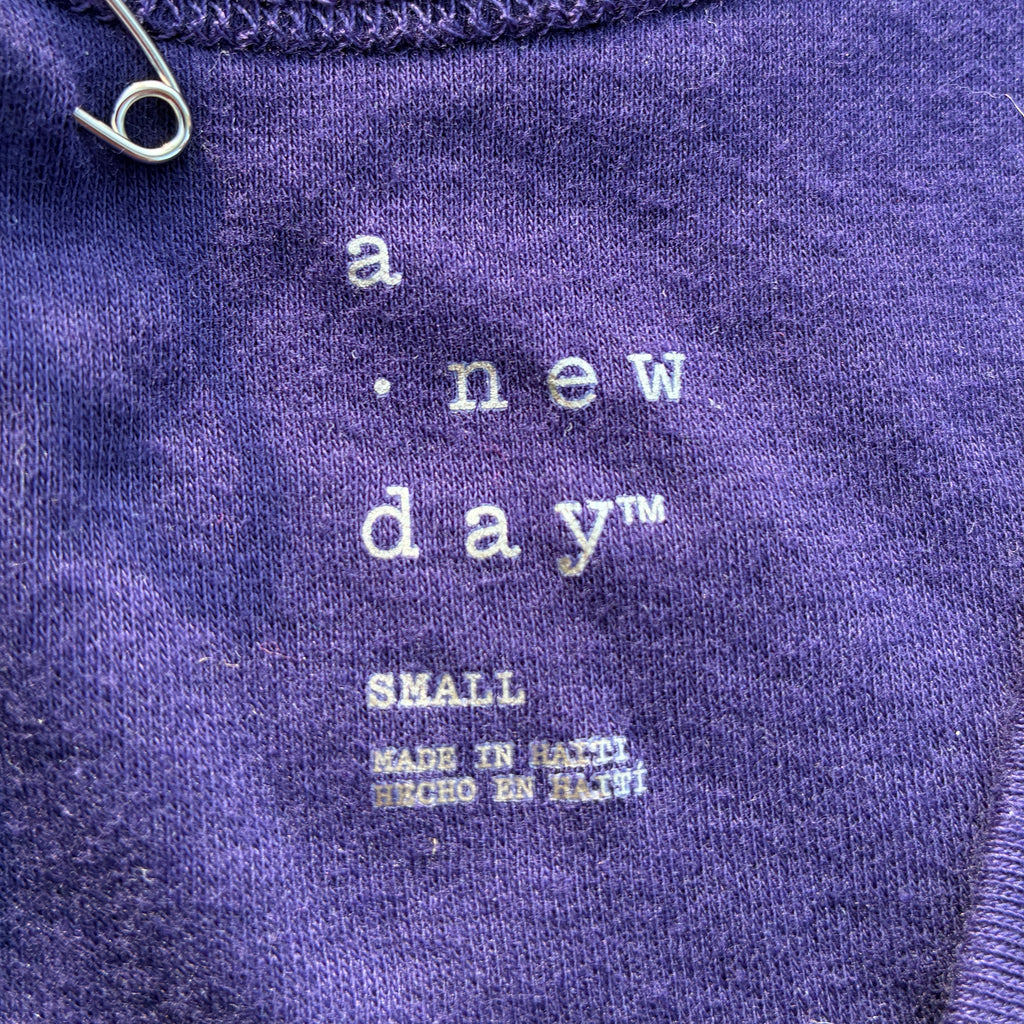 a
· new
day™
SMALL
MADE IN HAITI
HECHO EN HAITÍ